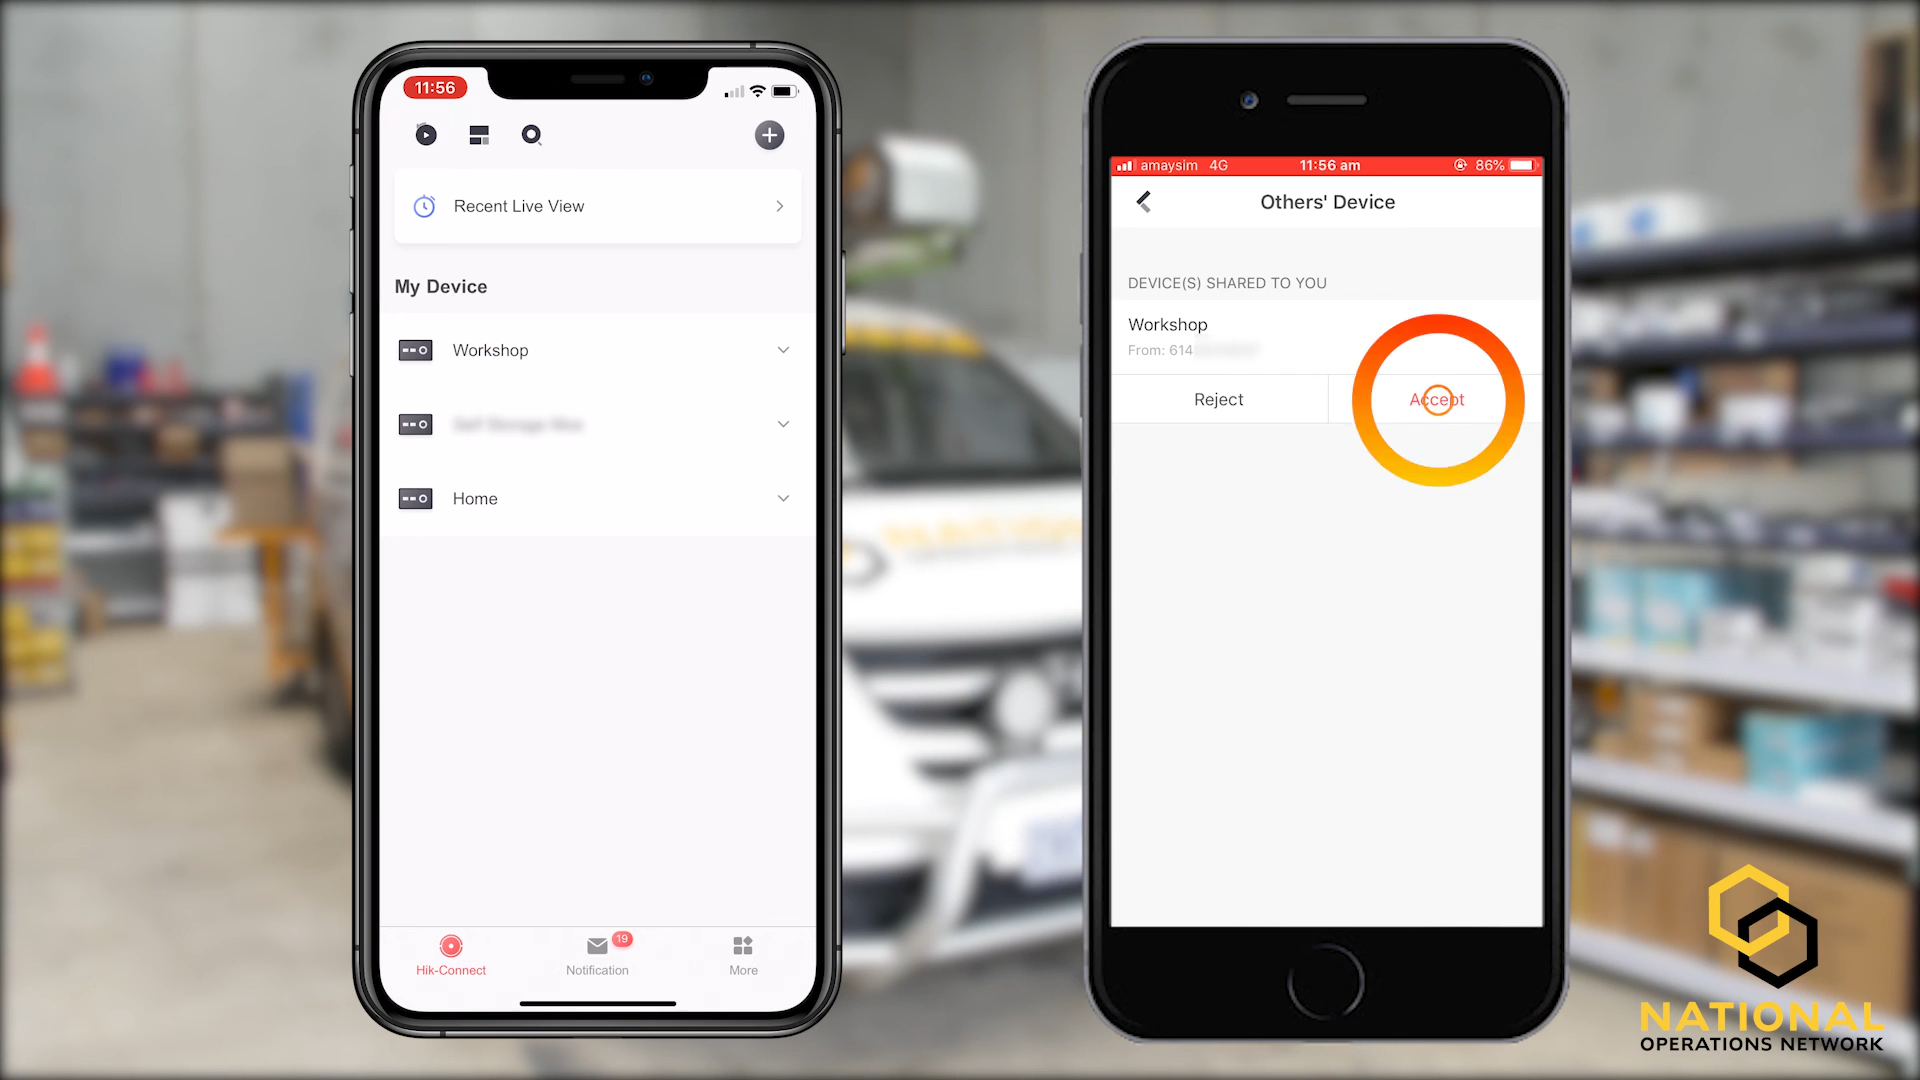 11:56
Recent Live View
My Device
Workshop
Home
Hik-Connect
19
Notification
More
amaysim 4G 11:56 am 86%
Others' Device
DEVICE(S) SHARED TO YOU
Workshop
From: 614
Reject
Accept
NATIONAL
OPERATIONS NETWORK